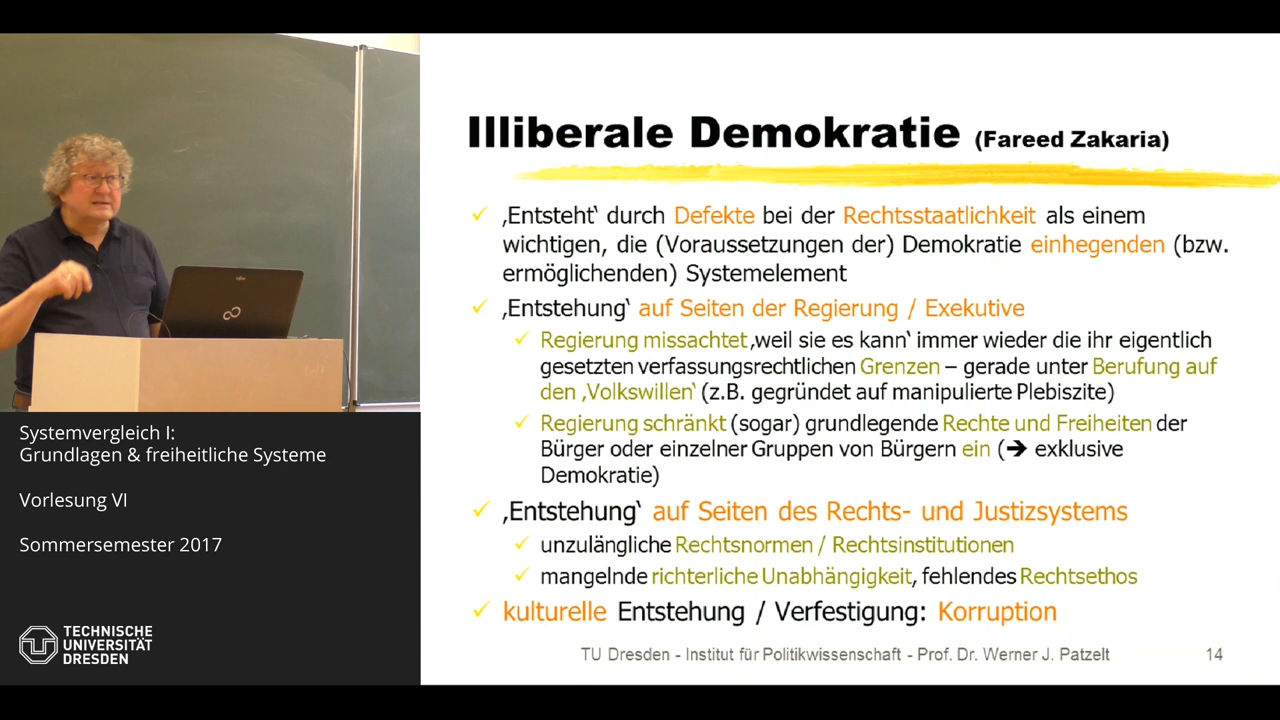 Illiberale Demokratie (Fareed Zakaria)
‚Entsteht‘ durch Defekte bei der Rechtsstaatlichkeit als einem
wichtigen, die (Voraussetzungen der) Demokratie einhegenden (bzw.
ermöglichenden) Systemelement
‚Entstehung‘ auf Seiten der Regierung / Exekutive
Regierung missachtet ‚weil sie es kann‘ immer wieder die ihr eigentlich
gesetzten verfassungsrechtlichen Grenzen – gerade unter Berufung auf
den ‚Volkswillen‘ (z.B. gegründet auf manipulierte Plebiszite)
Regierung schränkt (sogar) grundlegende Rechte und Freiheiten der
Bürger oder einzelner Gruppen von Bürgern ein (➔ exklusive
Demokratie)
‚Entstehung‘ auf Seiten des Rechts- und Justizsystems
unzulängliche Rechtsnormen / Rechtsinstitutionen
mangelnde richterliche Unabhängigkeit, fehlendes Rechtsethos
kulturelle Entstehung / Verfestigung: Korruption
TU Dresden - Institut für Politikwissenschaft - Prof. Dr. Werner J. Patzelt 14
Systemvergleich I:
Grundlagen & freiheitliche Systeme
Vorlesung VI
Sommersemester 2017
TECHNISCHE
UNIVERSITÄT
DRESDEN